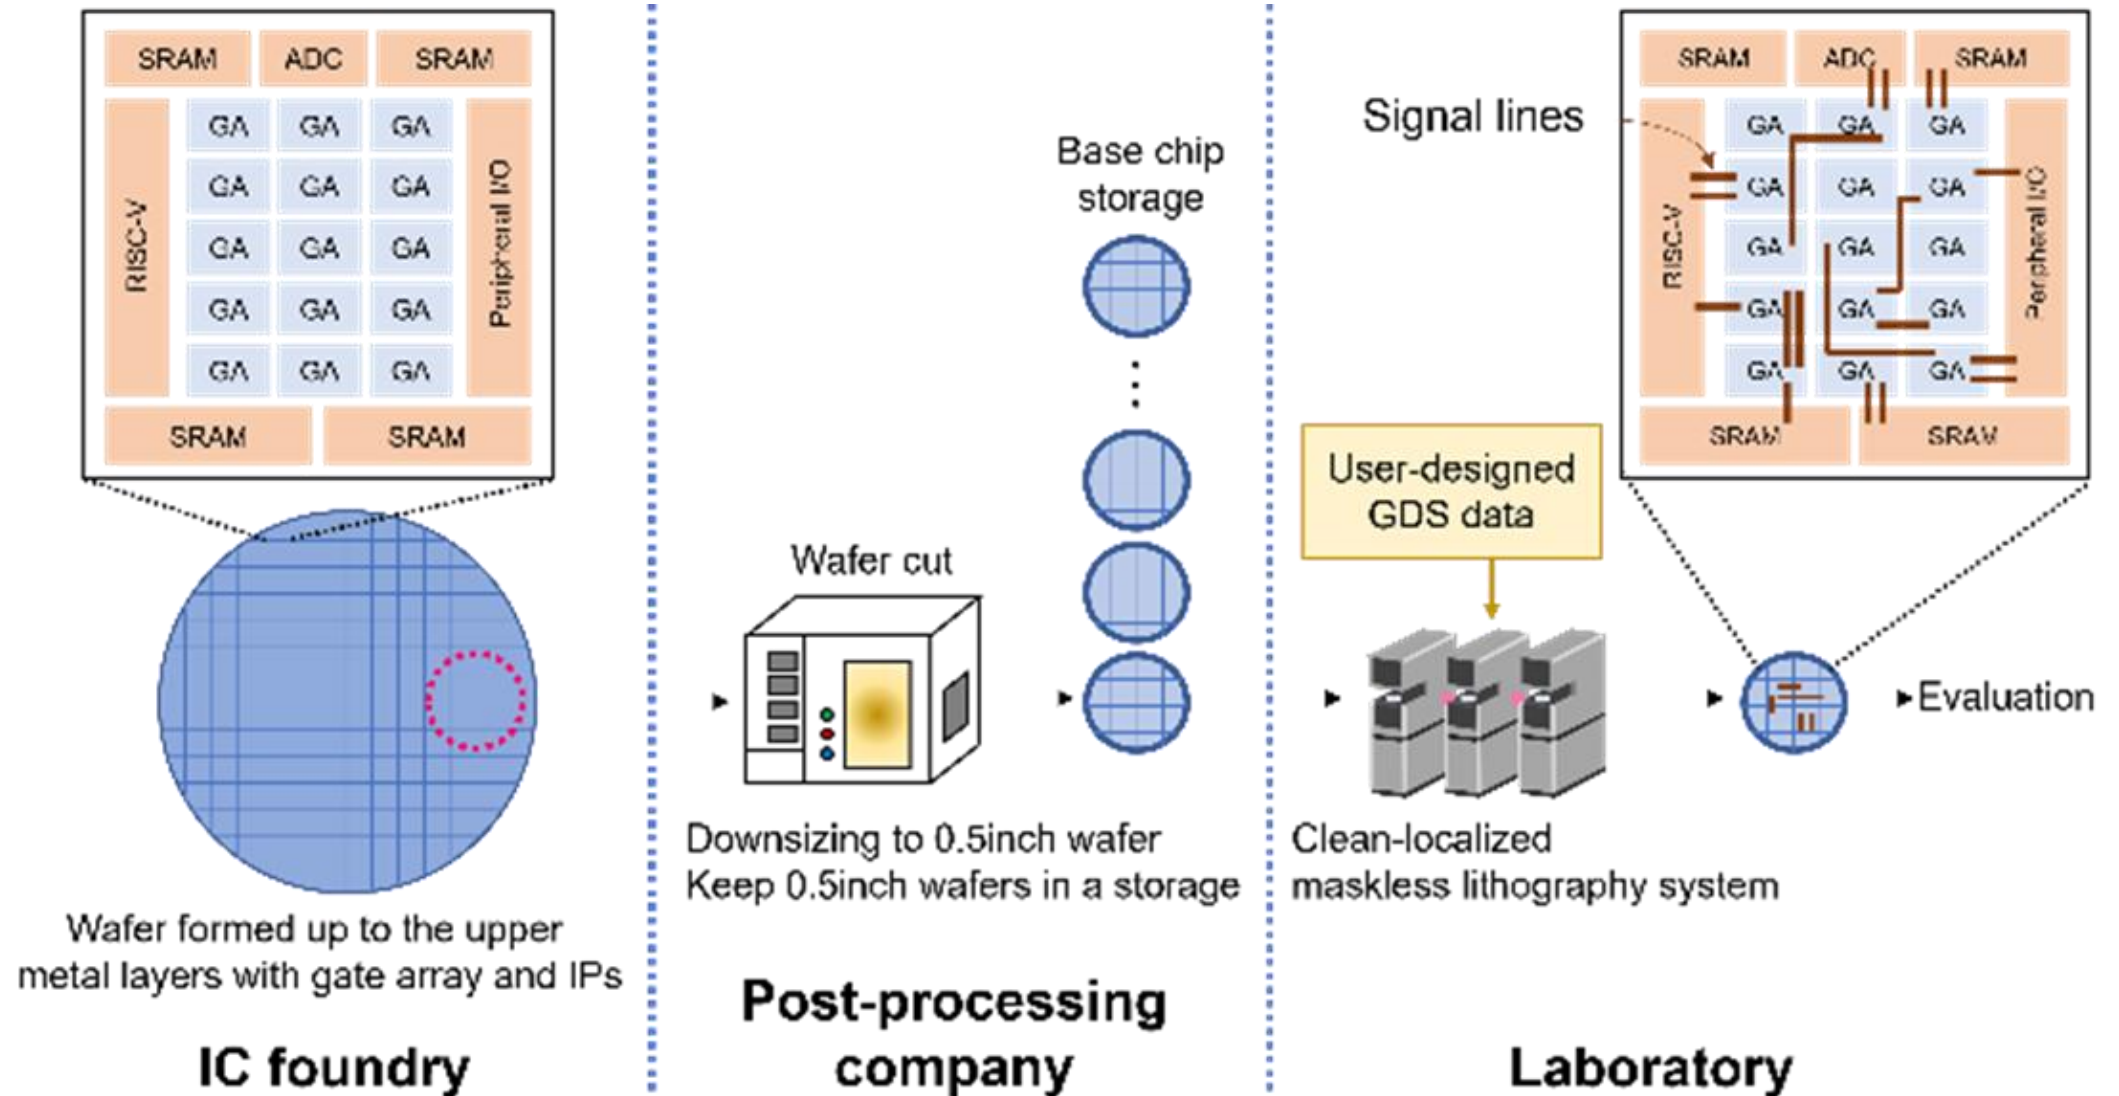 SRAM ADC SRAM
RISC-V
GA GA GA
GA GA GA
GA GA GA
GA GA GA
GA GA GA
Peripheral I/O
SRAM SRAM
Wafer formed up to the upper
metal layers with gate array and IPs
IC foundry
Base chip
storage
Wafer cut
Downsizing to 0.5inch wafer
Keep 0.5inch wafers in a storage
Post-processing
company
Signal lines
SRAM ADC SRAM
RISC-V
GA GA GA
GA GA GA
GA GA GA
GA GA GA
GA GA GA
Peripheral I/O
SRAM SRAM
User-designed
GDS data
Evaluation
Clean-localized
maskless lithography system
Laboratory